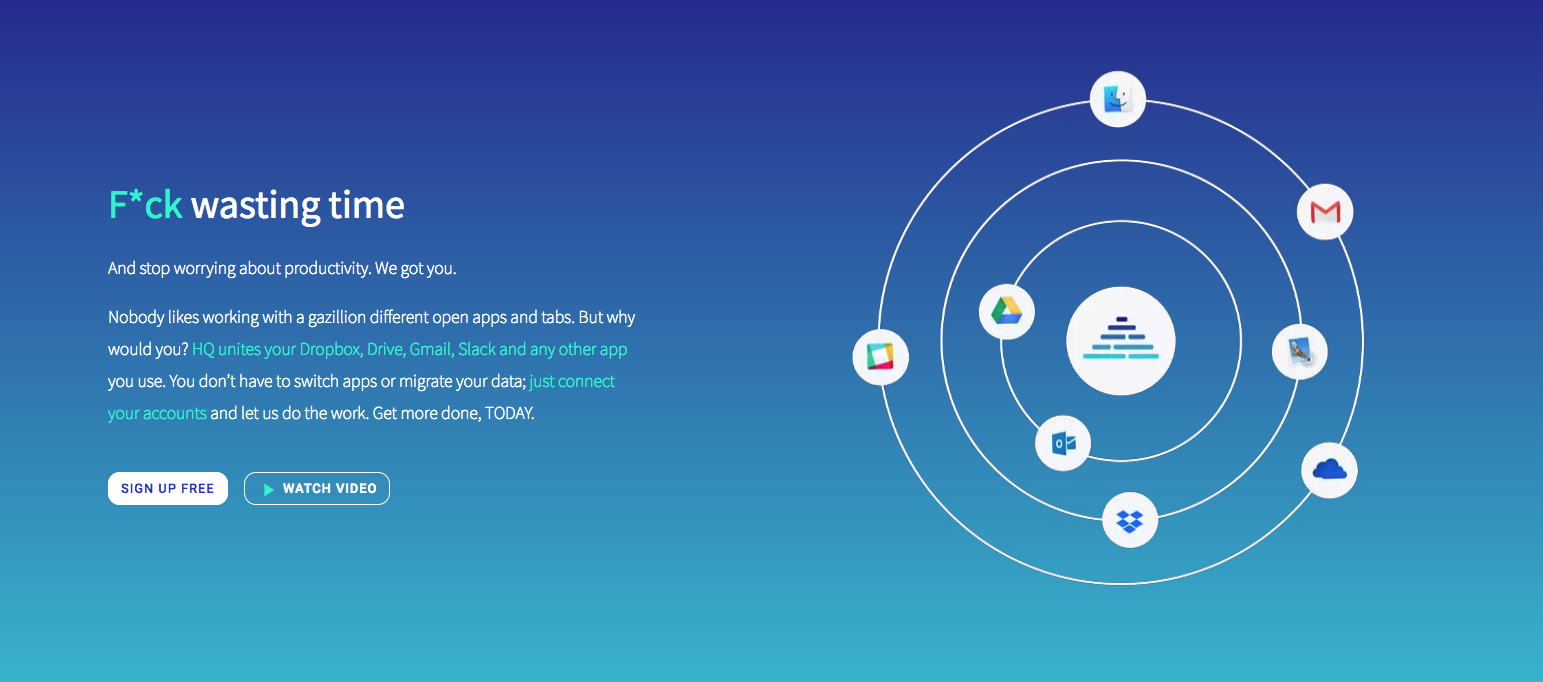 F*ck wasting time
And stop worrying about productivity. We got you.
Nobody likes working with a gazillion different open apps and tabs. But why
would you? HQ unites your Dropbox, Drive, Gmail, Slack and any other app
you use. You don’t have to switch apps or migrate your data; just connect
your accounts and let us do the work. Get more done, TODAY.
SIGN UP FREE
WATCH VIDEO